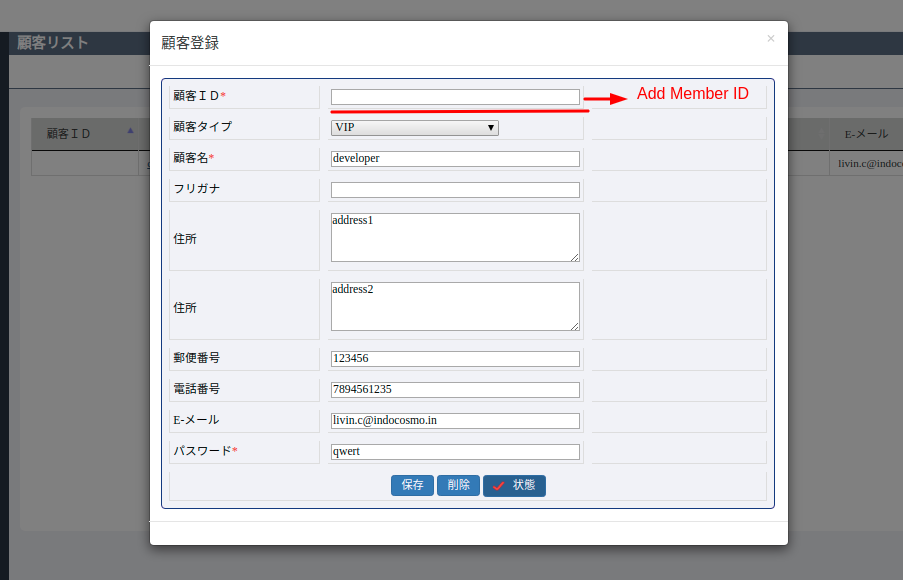 顧客リスト
顧客登録
×
顧客ＩＤ* Add Member ID
顧客ＩＤ E-メール
顧客タイプ VIP
顧客名* developer
livin.c@indoco
フリガナ
住所 address1
住所 address2
郵便番号 123456
電話番号 7894561235
E-メール livin.c@indocosmo.in
パスワード* qwert
保存 削除 状態